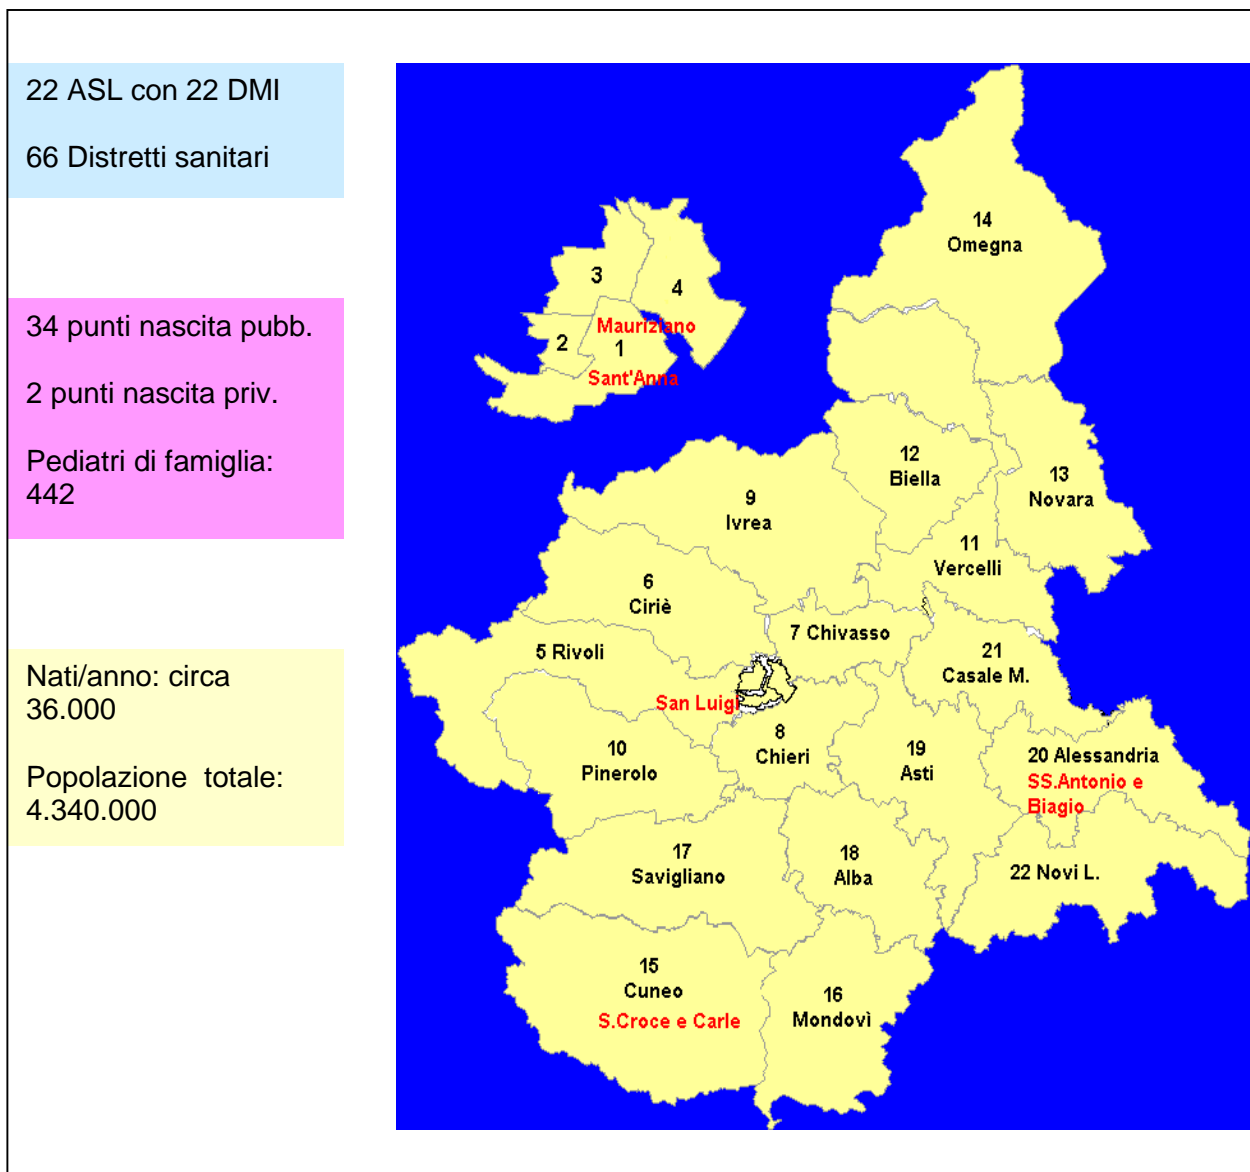 22 ASL con 22 DMI
66 Distretti sanitari
34 punti nascita pubb.
2 punti nascita priv.
Pediatri di famiglia:
442
Nati/anno: circa
36.000
Popolazione totale:
4.340.000
14
Omegna
3
4
Mauriziano
2
1
Sant'Anna
12
Biella
13
Novara
9
Ivrea
11
Vercelli
6
Ciriè
7 Chivasso
5 Rivoli
21
Casale M.
San Luigi
8
Chieri
10
Pinerolo
19
Asti
20 Alessandria
SS.Antonio e
Biagio
17
Savigliano
18
Alba
22 Novi L.
15
Cuneo
S.Croce e Carle
16
Mondovì